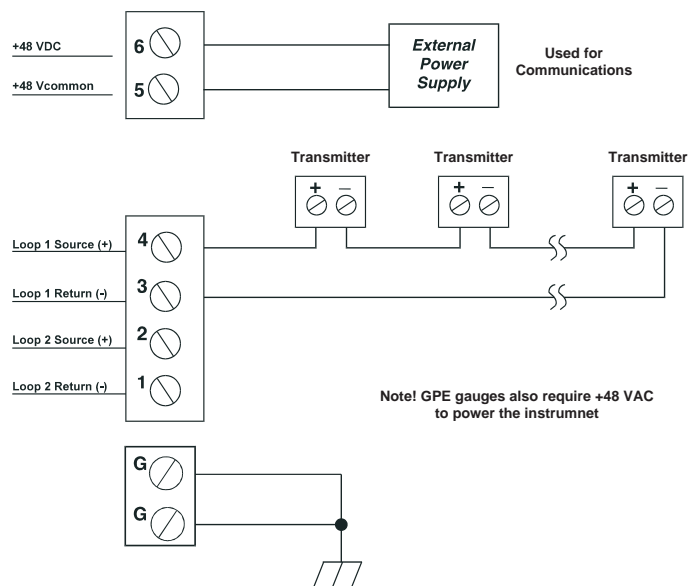 +48 VDC
+48 Vcommon
6
5
External
Power
Supply
Used for
Communications
Transmitter
Transmitter
Transmitter
+ –
+ –
+ –
Loop 1 Source (+)
Loop 1 Return (-)
Loop 2 Source (+)
Loop 2 Return (-)
4
3
2
1
Note! GPE gauges also require +48 VAC
to power the instrumnet
G
G